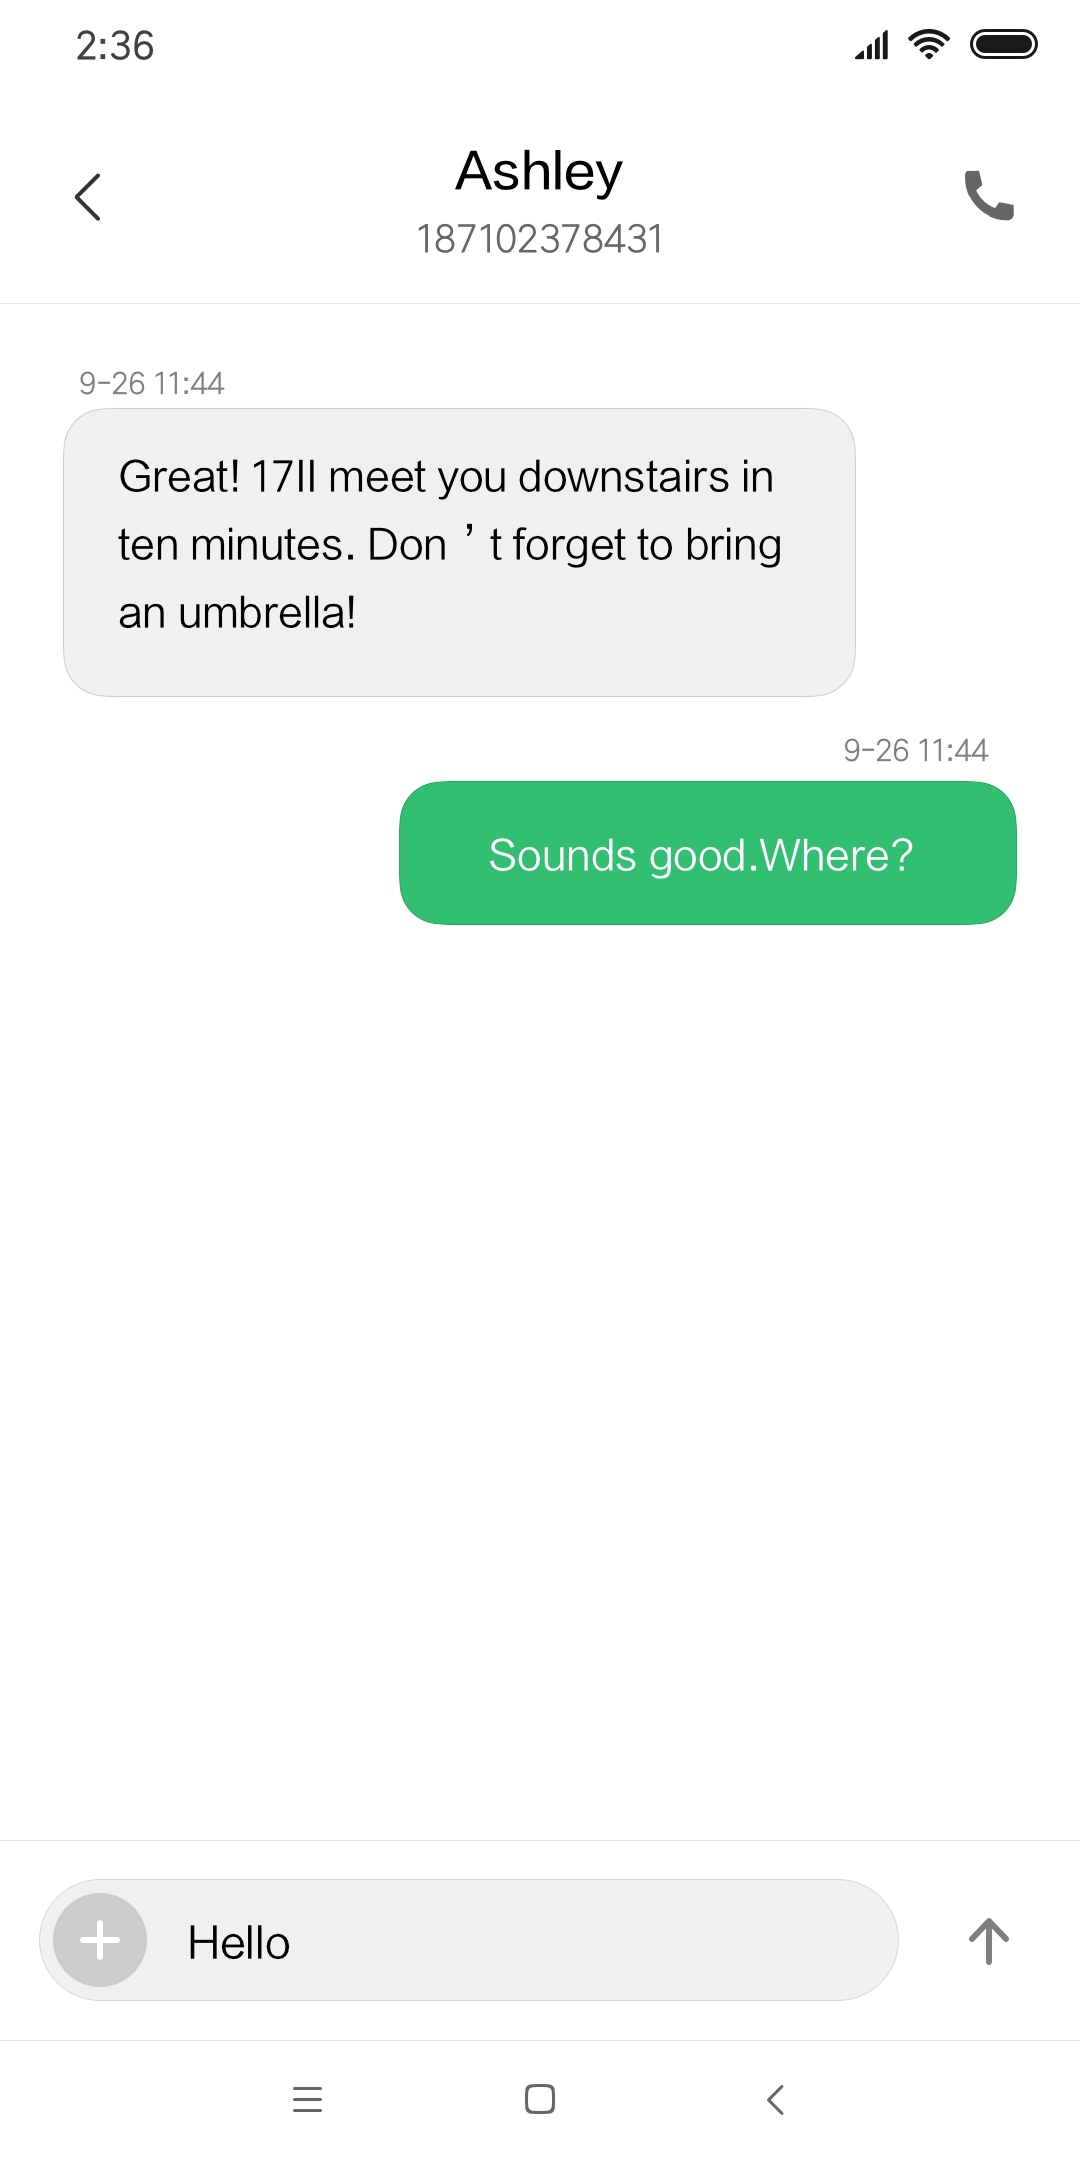 2:36
Ashley
187102378431
9-26 11:44
Great! 17ll meet you downstairs in
ten minutes. Don ’ t forget to bring
an umbrella!
9-26 11:44
Sounds good.Where?
Hello